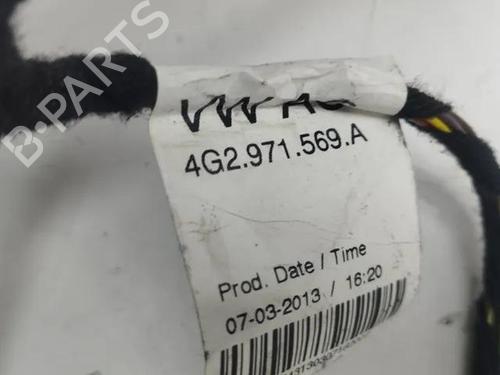 B-PARTS
VW AG
4G2.971.569.A
Prod. Date / Time
07-03-2013 / 16:20